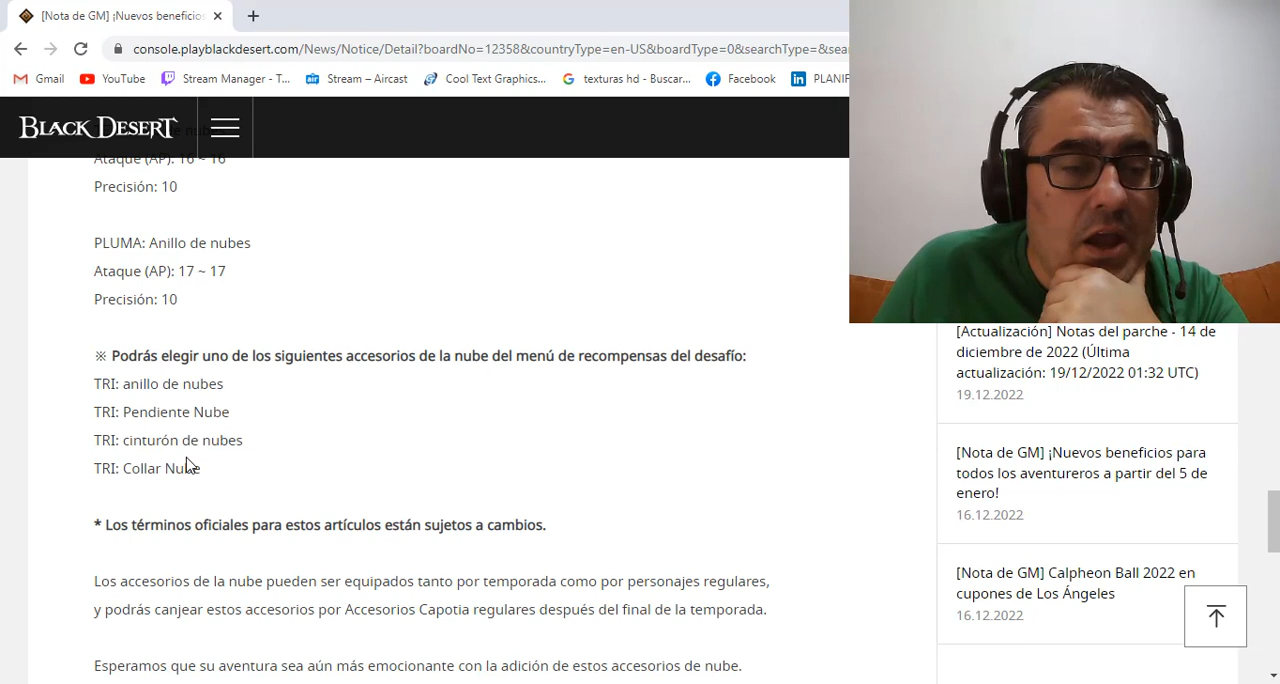 [Nota de GM] ¡Nuevos beneficios
console.playblackdesert.com/News/Notice/Detail?boardNo=12358&countryType=en-US&boardType=0&searchType=&sea
Gmail YouTube Stream Manager - T... Stream – Aircast Cool Text Graphics... texturas hd - Buscar... Facebook PLANIF
BLACK DESERT
Ataque (AP): 16 ~ 16
Precisión: 10
PLUMA: Anillo de nubes
Ataque (AP): 17 ~ 17
Precisión: 10
※ Podrás elegir uno de los siguientes accesorios de la nube del menú de recompensas del desafío:
TRI: anillo de nubes
TRI: Pendiente Nube
TRI: cinturón de nubes
TRI: Collar Nube
* Los términos oficiales para estos artículos están sujetos a cambios.
Los accesorios de la nube pueden ser equipados tanto por temporada como por personajes regulares,
y podrás canjear estos accesorios por Accesorios Capotia regulares después del final de la temporada.
Esperamos que su aventura sea aún más emocionante con la adición de estos accesorios de nube.
[Actualización] Notas del parche - 14 de
diciembre de 2022 (Última
actualización: 19/12/2022 01:32 UTC)
19.12.2022
[Nota de GM] ¡Nuevos beneficios para
todos los aventureros a partir del 5 de
enero!
16.12.2022
[Nota de GM] Calpheon Ball 2022 en
cupones de Los Ángeles
16.12.2022